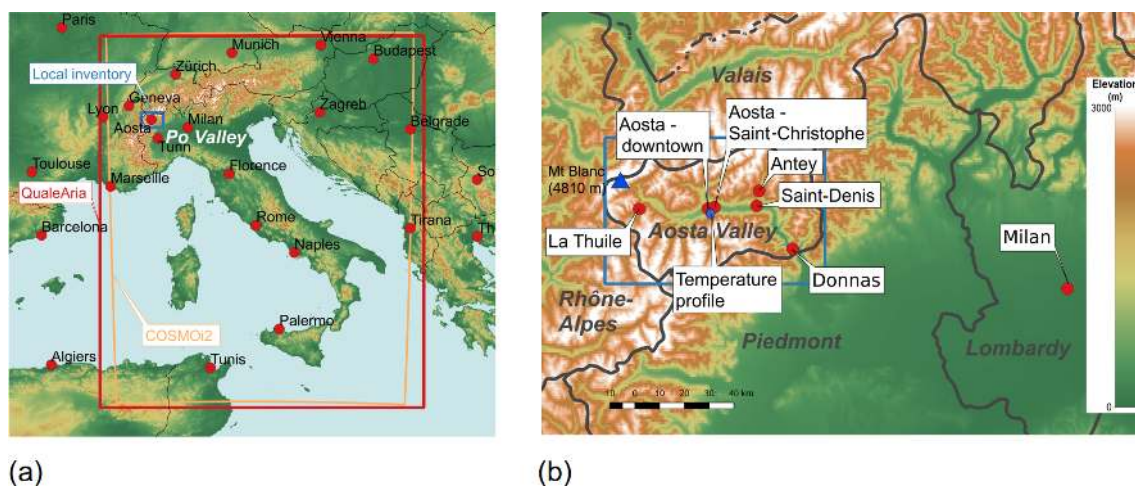 Paris
Vienna
Munich
Budapest
Zürich
Local inventory
Geneva
Lyon
Zagreb
Milan
Belgrade
Aosta
Po Valley
Turin
Toulouse
Florence
Marseille
So
QualeAria
Tirana
Barcelona
Rome
Th
Naples
COSMOi2
Palermo
Algiers
Tunis
(a)
Valais
Elevation
(m)
3000
Aosta -
downtown
Aosta -
Saint-Christophe
Mt Blanc
(4810 m)
Antey
Saint-Denis
La Thuile
Aosta Valley
Milan
Temperature
profile
Donnas
Rhône-
Alpes
Piedmont
Lombardy
10 0 10 20 30 40 km
0
(b)